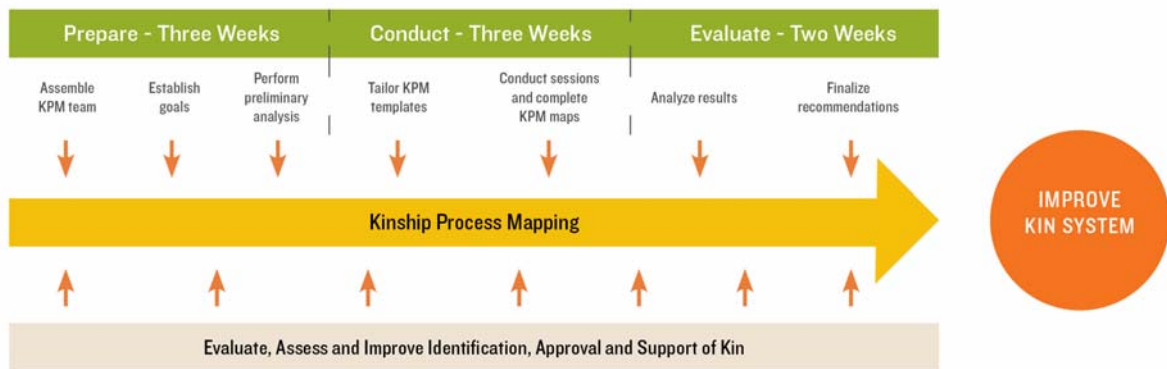 Prepare - Three Weeks
Conduct - Three Weeks
Evaluate - Two Weeks
Assemble
KPM team
Establish
goals
Perform
preliminary
analysis
Tailor KPM
templates
Conduct sessions
and complete
KPM maps
Analyze results
Finalize
recommendations
Kinship Process Mapping
IMPROVE
KIN SYSTEM
Evaluate, Assess and Improve Identification, Approval and Support of Kin